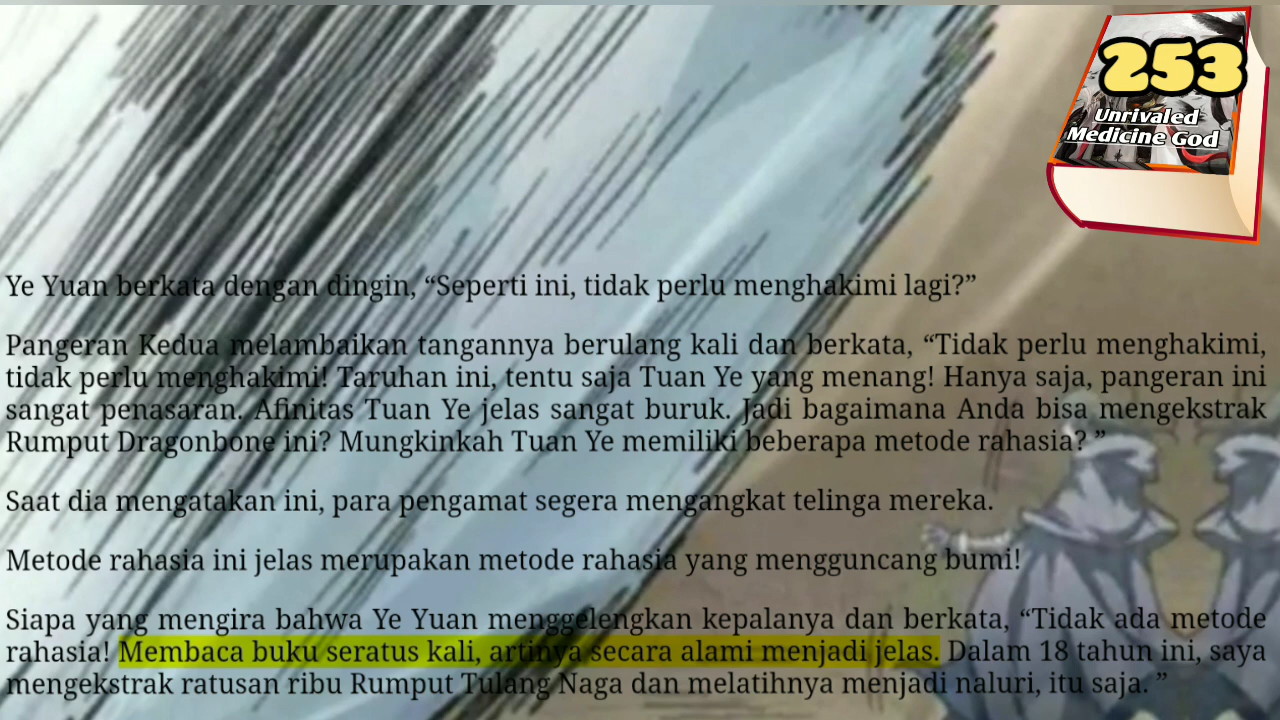 253
Unrivaled
Medicine God
Ye Yuan berkata dengan dingin, “Seperti ini, tidak perlu menghakimi lagi?”
Pangeran Kedua melambaikan tangannya berulang kali dan berkata, “Tidak perlu menghakimi,
tidak perlu menghakimi! Taruhan ini, tentu saja Tuan Ye yang menang! Hanya saja, pangeran ini
sangat penasaran. Afinitas Tuan Ye jelas sangat buruk. Jadi bagaimana Anda bisa mengekstrak
Rumput Dragonbone ini? Mungkinkah Tuan Ye memiliki beberapa metode rahasia? ”
Saat dia mengatakan ini, para pengamat segera mengangkat telinga mereka.
Metode rahasia ini jelas merupakan metode rahasia yang mengguncang bumi!
Siapa yang mengira bahwa Ye Yuan menggelengkan kepalanya dan berkata, “Tidak ada metode
rahasia! Membaca buku seratus kali, artinya secara alami menjadi jelas. Dalam 18 tahun ini, saya
mengekstrak ratusan ribu Rumput Tulang Naga dan melatihnya menjadi naluri, itu saja. ”